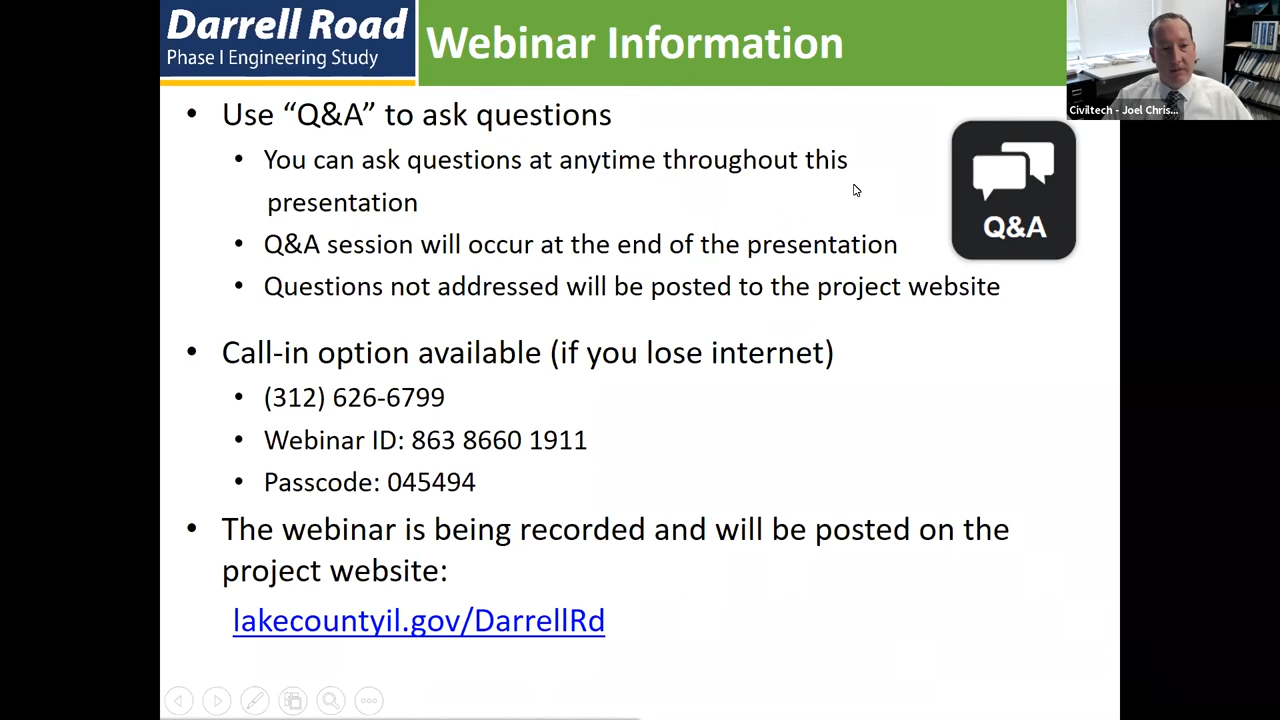 Darrell Road
Phase I Engineering Study
Webinar Information
Civiltech - Joel Chris...
• Use “Q&A” to ask questions
• You can ask questions at anytime throughout this
presentation
• Q&A session will occur at the end of the presentation
• Questions not addressed will be posted to the project website
Q&A
• Call-in option available (if you lose internet)
• (312) 626-6799
• Webinar ID: 863 8660 1911
• Passcode: 045494
• The webinar is being recorded and will be posted on the
project website:
lakecountyil.gov/DarrellRd